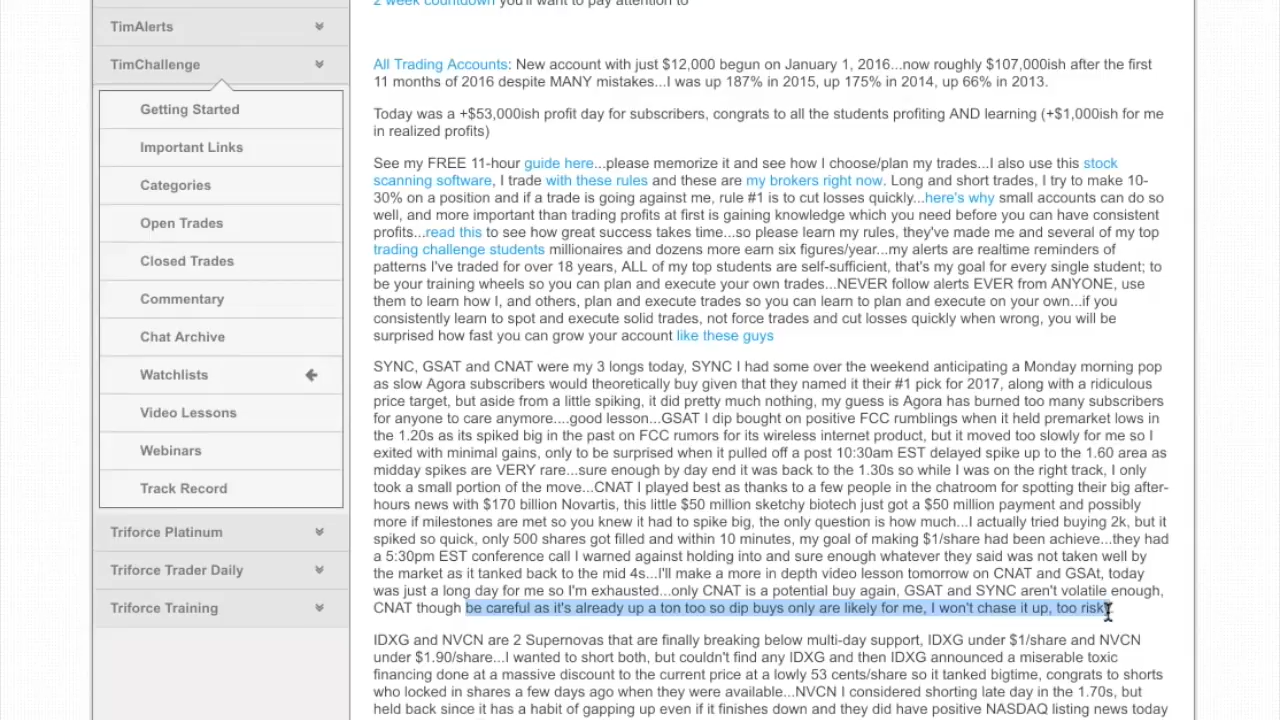 TimAlerts
TimChallenge
Getting Started
Important Links
Categories
Open Trades
Closed Trades
Commentary
Chat Archive
Watchlists
Video Lessons
Webinars
Track Record
Triforce Platinum
Triforce Trader Daily
Triforce Training
2 week countdown you'll want to pay attention to
All Trading Accounts: New account with just $12,000 begun on January 1, 2016...now roughly $107,000ish after the first
11 months of 2016 despite MANY mistakes...I was up 187% in 2015, up 175% in 2014, up 66% in 2013.
Today was a +$53,000ish profit day for subscribers, congrats to all the students profiting AND learning (+$1,000ish for me
in realized profits)
See my FREE 11-hour guide here...please memorize it and see how I choose/plan my trades...I also use this stock
scanning software, I trade with these rules and these are my brokers right now. Long and short trades, I try to make 10-
30% on a position and if a trade is going against me, rule #1 is to cut losses quickly...here's why small accounts can do so
well, and more important than trading profits at first is gaining knowledge which you need before you can have consistent
profits...read this to see how great success takes time...so please learn my rules, they've made me and several of my top
trading challenge students millionaires and dozens more earn six figures/year...my alerts are realtime reminders of
patterns I've traded for over 18 years, ALL of my top students are self-sufficient, that's my goal for every single student; to
be your training wheels so you can plan and execute your own trades...NEVER follow alerts EVER from ANYONE, use
them to learn how I, and others, plan and execute trades so you can learn to plan and execute on your own...if you
consistently learn to spot and execute solid trades, not force trades and cut losses quickly when wrong, you will be
surprised how fast you can grow your account like these guys
SYNC, GSAT and CNAT were my 3 longs today, SYNC I had some over the weekend anticipating a Monday morning pop
as slow Agora subscribers would theoretically buy given that they named it their #1 pick for 2017, along with a ridiculous
price target, but aside from a little spiking, it did pretty much nothing, my guess is Agora has burned too many subscribers
for anyone to care anymore....good lesson...GSAT I dip bought on positive FCC rumblings when it held premarket lows in
the 1.20s as its spiked big in the past on FCC rumors for its wireless internet product, but it moved too slowly for me so I
exited with minimal gains, only to be surprised when it pulled off a post 10:30am EST delayed spike up to the 1.60 area as
midday spikes are VERY rare...sure enough by day end it was back to the 1.30s so while I was on the right track, I only
took a small portion of the move...CNAT I played best as thanks to a few people in the chatroom for spotting their big after-
hours news with $170 billion Novartis, this little $50 million sketchy biotech just got a $50 million payment and possibly
more if milestones are met so you knew it had to spike big, the only question is how much...I actually tried buying 2k, but it
spiked so quick, only 500 shares got filled and within 10 minutes, my goal of making $1/share had been achieve...they had
a 5:30pm EST conference call I warned against holding into and sure enough whatever they said was not taken well by
the market as it tanked back to the mid 4s...I'll make a more in depth video lesson tomorrow on CNAT and GSAt, today
was just a long day for me so I'm exhausted...only CNAT is a potential buy again, GSAT and SYNC aren't volatile enough,
CNAT though be careful as it's already up a ton too so dip buys only are likely for me, I won't chase it up, too risky
IDXG and NVCN are 2 Supernovas that are finally breaking below multi-day support, IDXG under $1/share and NVCN
under $1.90/share...I wanted to short both, but couldn't find any IDXG and then IDXG announced a miserable toxic
financing done at a massive discount to the current price at a lowly 53 cents/share so it tanked bigtime, congrats to shorts
who locked in shares a few days ago when they were available...NVCN I considered shorting late day in the 1.70s, but
held back since it has a habit of gapping up even if it finishes down and they did have positive NASDAQ listing news today